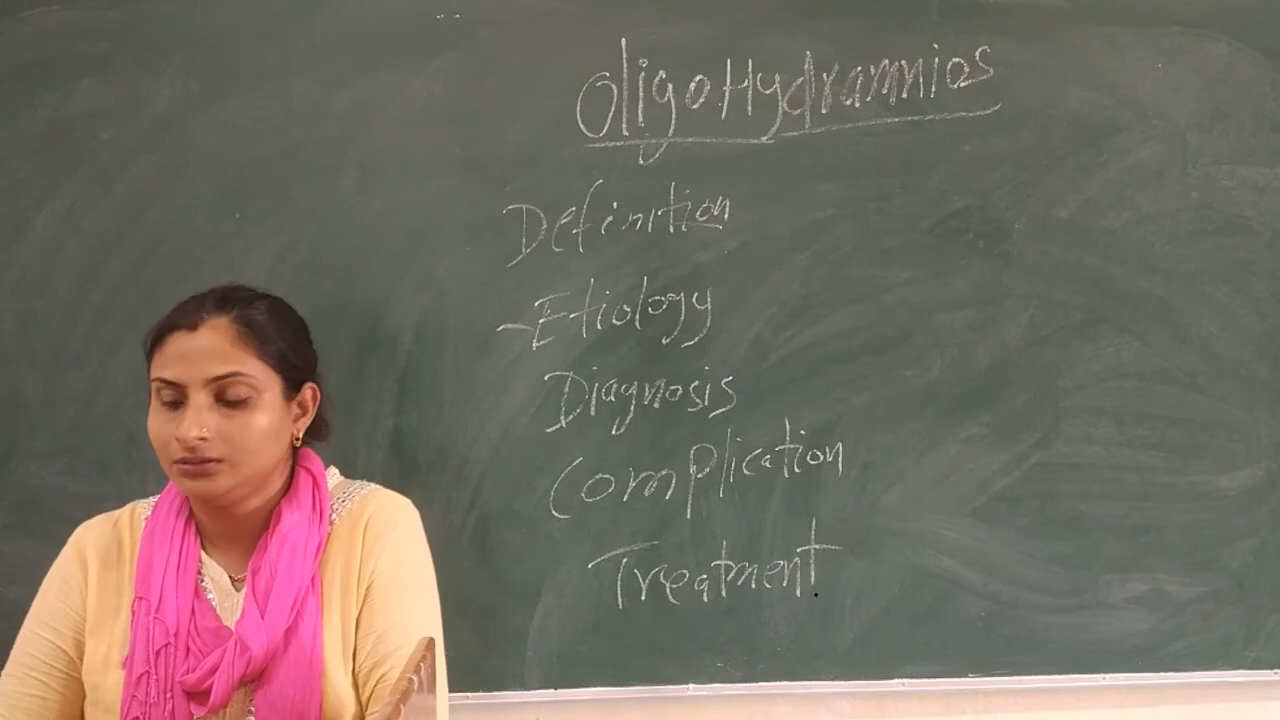 OligoHydramnios
Definition
- Etiology
Diagnosis
Complication
Treatment